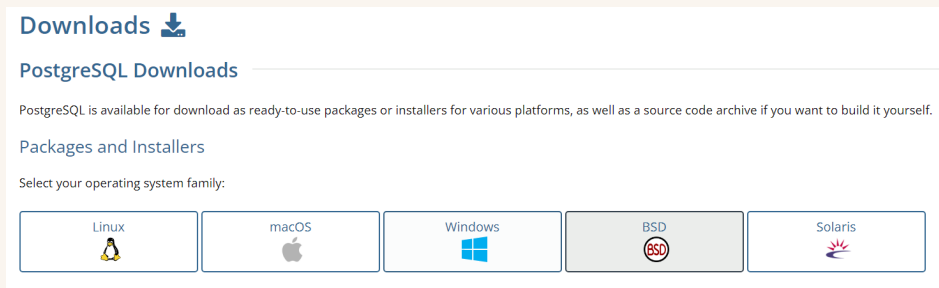 Downloads
PostgreSQL Downloads
PostgreSQL is available for download as ready-to-use packages or installers for various platforms, as well as a source code archive if you want to build it yourself.
Packages and Installers
Select your operating system family:
Linux macOS Windows BSD Solaris
BSD